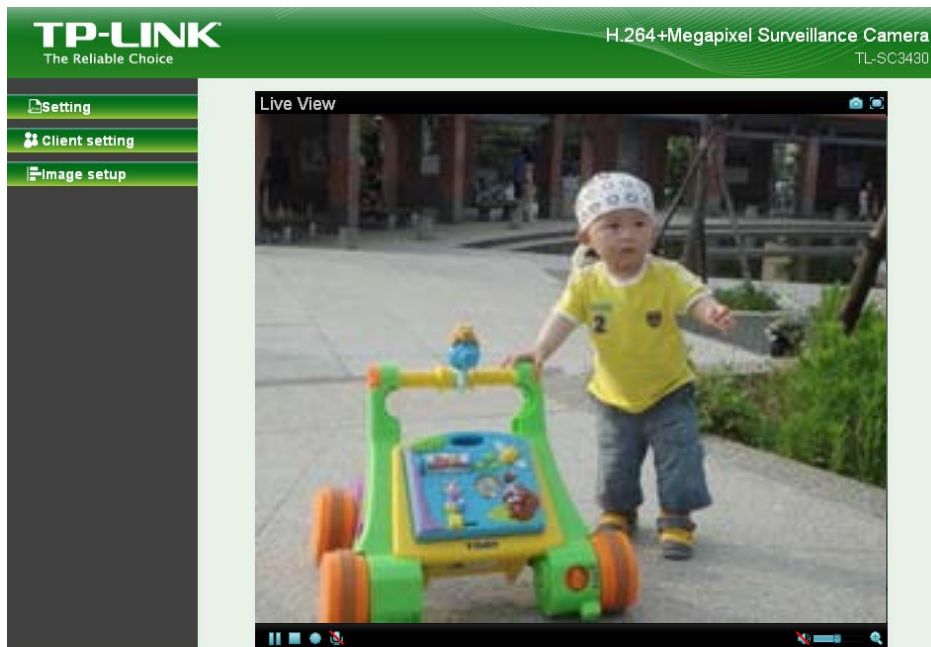 TP-LINK
The Reliable Choice
H.264+Megapixel Surveillance Camera
TL-SC3430
Setting
Client setting
Image setup
Live View
2